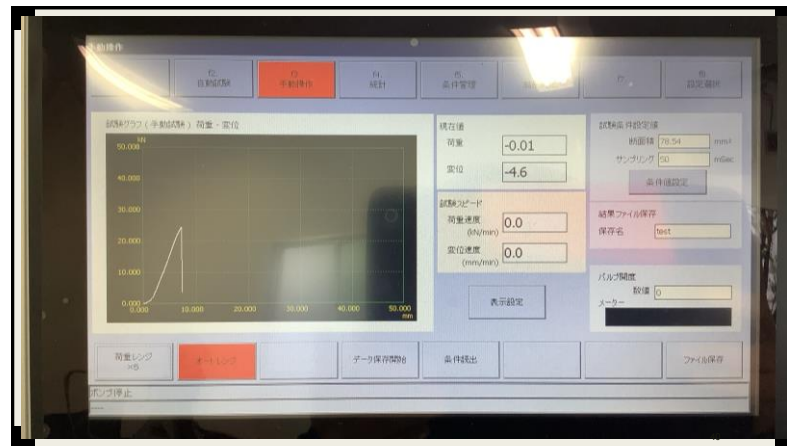 手動操作
F2. 自動試験
F3. 手動操作
F4. 統計
F5. 条件管理
F7.
F8. 設定選択
試験グラフ(手動試験) 荷重 - 変位
kN
50.000
40.000
30.000
20.000
10.000
0.000
0.000 10.000 20.000 30.000 40.000 50.000
mm
現在値
荷重 -0.01
変位 -4.6
試験スピード
荷重速度 0.0
(kN/min)
変位速度 0.0
(mm/min)
表示設定
試験条件設定値
断面積 78.54 mm²
サンプリング 50 mSec
条件値設定
結果ファイル保存
保存名 test
バルブ開度
数値 0
メーター
荷重レンジ
×5
オートレンジ
データ保存開始
条件読出
ファイル保存
ポンプ停止